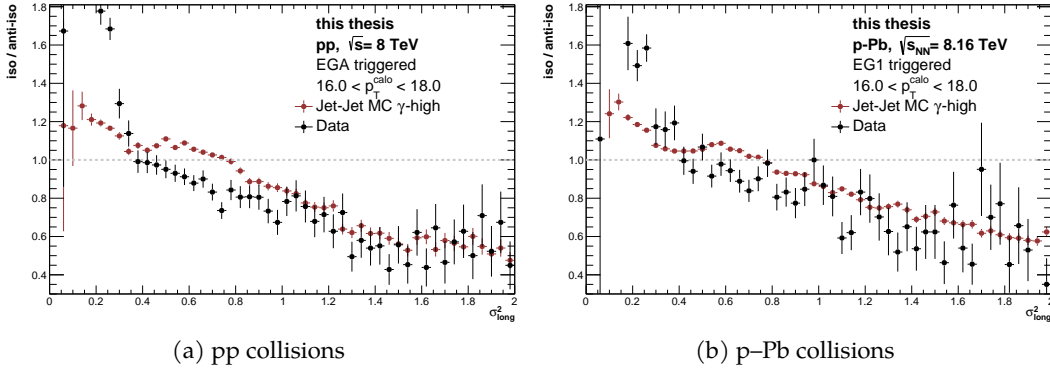 iso / anti-iso
1.8
1.6
1.4
1.2
1.0
0.8
0.6
0.4
this thesis
pp, √s= 8 TeV
EGA triggered
16.0 < p_T^calo < 18.0
Jet-Jet MC γ-high
Data
0 0.2 0.4 0.6 0.8 1 1.2 1.4 1.6 1.8 2
σ²_long
(a) pp collisions
iso / anti-iso
1.8
1.6
1.4
1.2
1.0
0.8
0.6
0.4
this thesis
p-Pb, √s_NN= 8.16 TeV
EG1 triggered
16.0 < p_T^calo < 18.0
Jet-Jet MC γ-high
Data
0 0.2 0.4 0.6 0.8 1 1.2 1.4 1.6 1.8 2
σ²_long
(b) p–Pb collisions